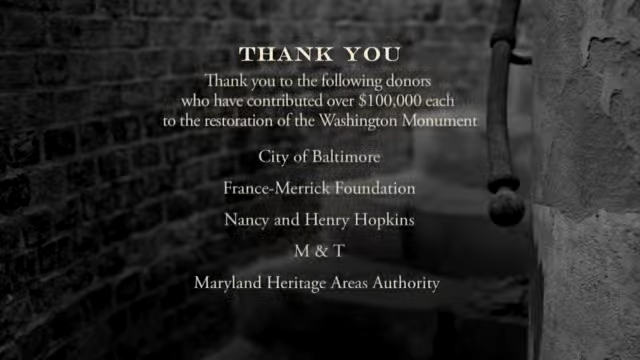 THANK YOU
Thank you to the following donors
who have contributed over $100,000 each
to the restoration of the Washington Monument
City of Baltimore
France-Merrick Foundation
Nancy and Henry Hopkins
M & T
Maryland Heritage Areas Authority